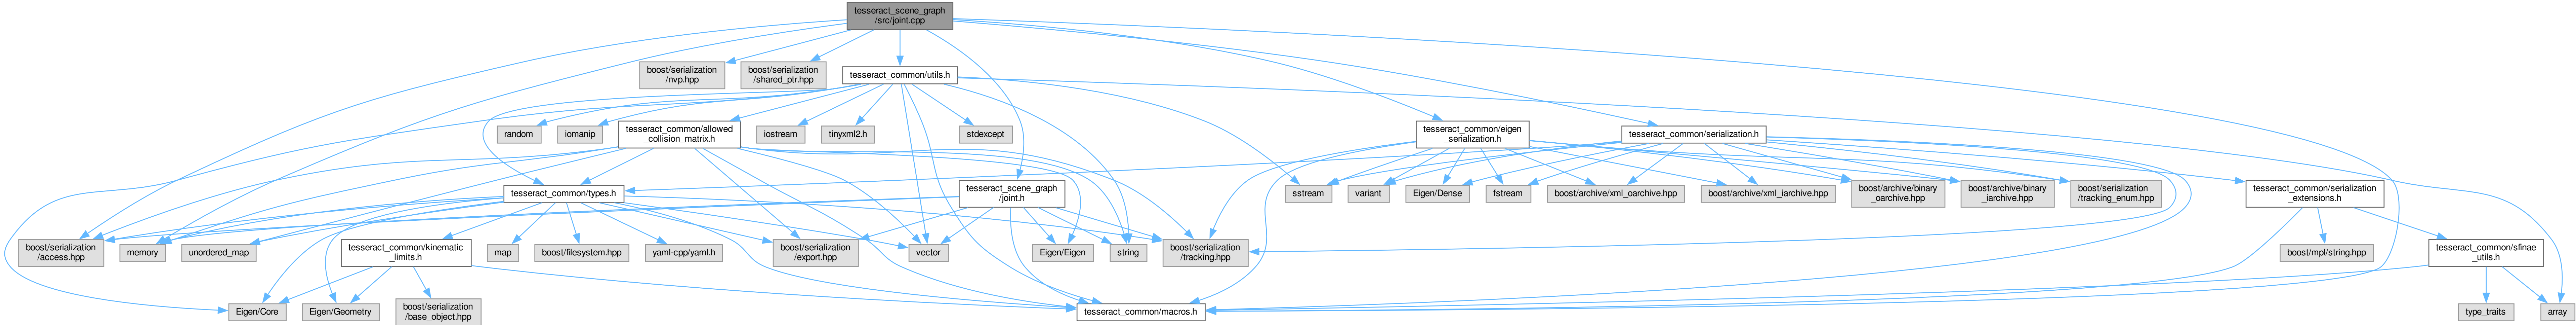 tesseract_scene_graph
/src/joint.cpp
boost/serialization
/nvp.hpp
boost/serialization
/shared_ptr.hpp
tesseract_common/utils.h
random
iomanip
tesseract_common/allowed
_collision_matrix.h
iostream
tinyxml2.h
stdexcept
tesseract_common/eigen
_serialization.h
tesseract_common/serialization.h
tesseract_common/types.h
tesseract_scene_graph
/joint.h
sstream
variant
Eigen/Dense
fstream
boost/archive/xml_oarchive.hpp
boost/archive/xml_iarchive.hpp
boost/archive/binary
_oarchive.hpp
boost/archive/binary
_iarchive.hpp
boost/serialization
/tracking_enum.hpp
tesseract_common/serialization
_extensions.h
boost/serialization
/access.hpp
memory
unordered_map
tesseract_common/kinematic
_limits.h
map
boost/filesystem.hpp
yaml-cpp/yaml.h
boost/serialization
/export.hpp
vector
Eigen/Eigen
string
boost/serialization
/tracking.hpp
boost/mpl/string.hpp
tesseract_common/sfinae
_utils.h
Eigen/Core
Eigen/Geometry
boost/serialization
/base_object.hpp
tesseract_common/macros.h
type_traits
array